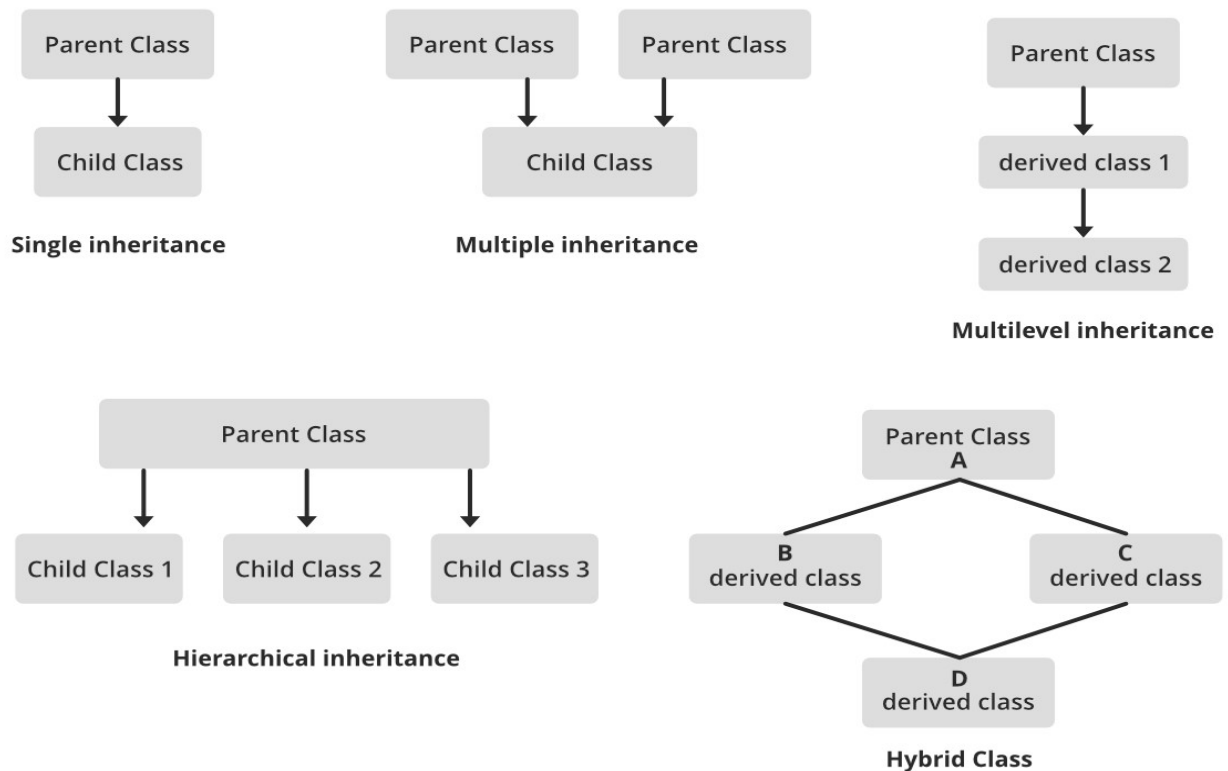 Parent Class
Child Class
Single inheritance
Parent Class
Parent Class
Child Class
Multiple inheritance
Parent Class
derived class 1
derived class 2
Multilevel inheritance
Parent Class
Child Class 1
Child Class 2
Child Class 3
Hierarchical inheritance
Parent Class
A
B
derived class
C
derived class
D
derived class
Hybrid Class